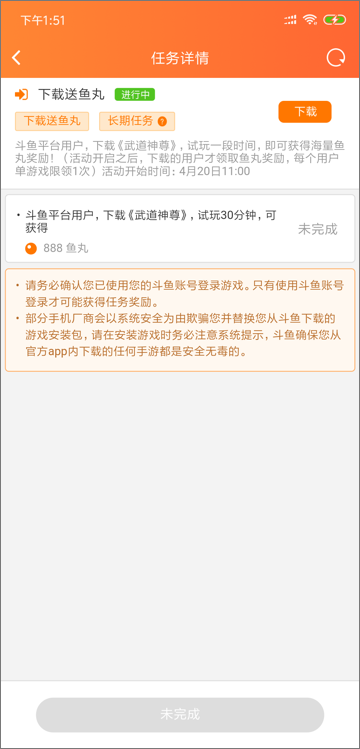 下午1:51
任务详情
下载送鱼丸 进行中
下载
下载送鱼丸 长期任务 ?
斗鱼平台用户，下载《武道神尊》，试玩一段时间，即可获得海量鱼
丸奖励！（活动开启之后，下载的用户才领取鱼丸奖励，每个用户
单游戏限领1次）活动开始时间：4月20日11:00
· 斗鱼平台用户，下载《武道神尊》，试玩30分钟，可
获得
未完成
888 鱼丸
· 请务必确认您已使用您的斗鱼账号登录游戏。只有使用斗鱼账号
登录才可能获得任务奖励。
· 部分手机厂商会以系统安全为由欺骗您并替换您从斗鱼下载的
游戏安装包，请在安装游戏时务必注意系统提示，斗鱼确保您从
官方app内下载的任何手游都是安全无毒的。
未完成